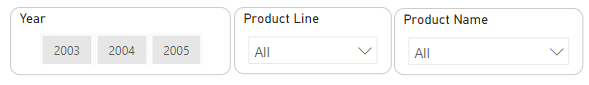 Year
2003 2004 2005
Product Line
All
Product Name
All